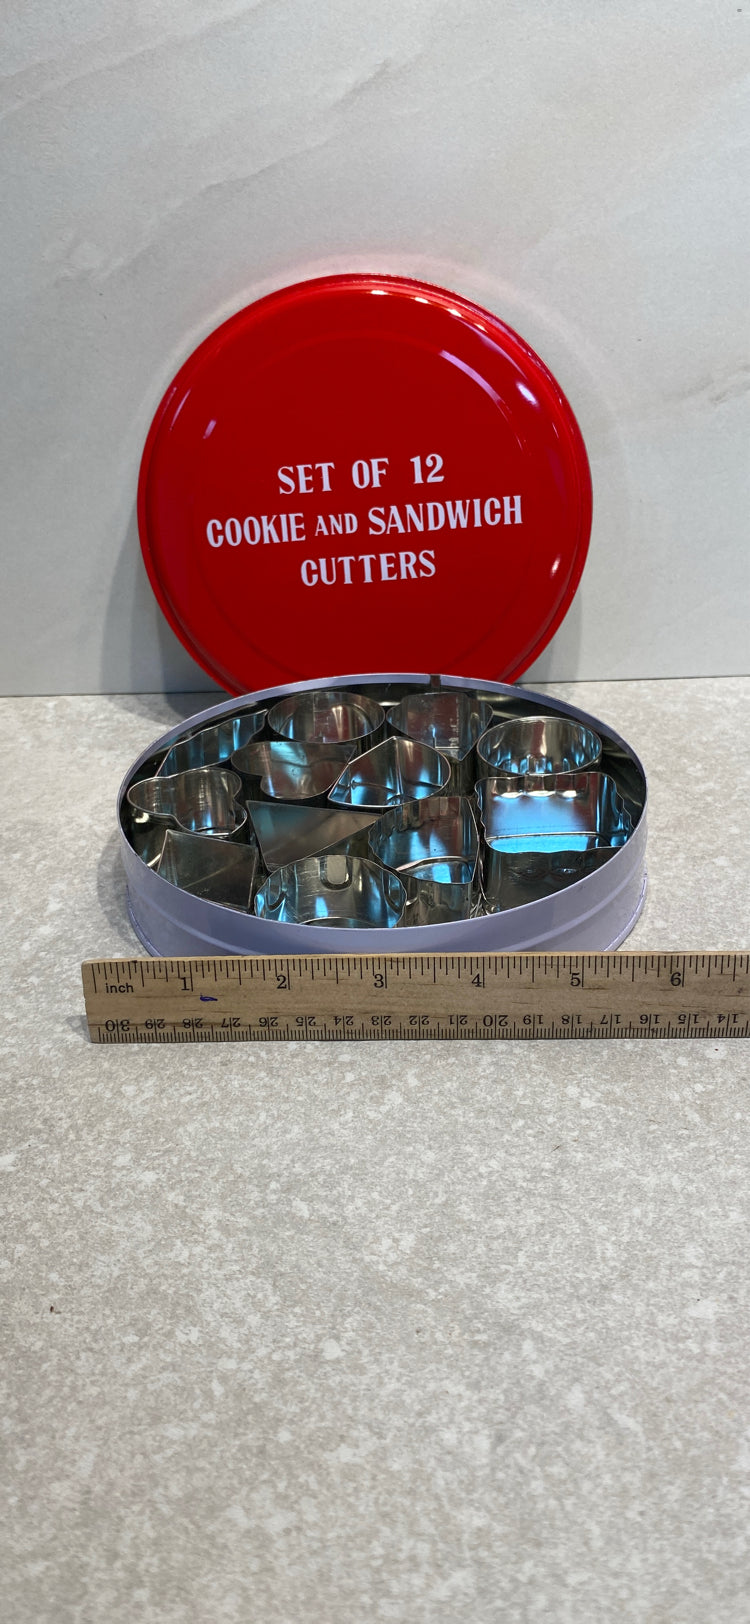 SET OF 12
COOKIE AND SANDWICH
CUTTERS
inch 1 2 3 4 5 6
30 29 28 27 26 25 24 23 22 21 20 19 18 17 16 15 14